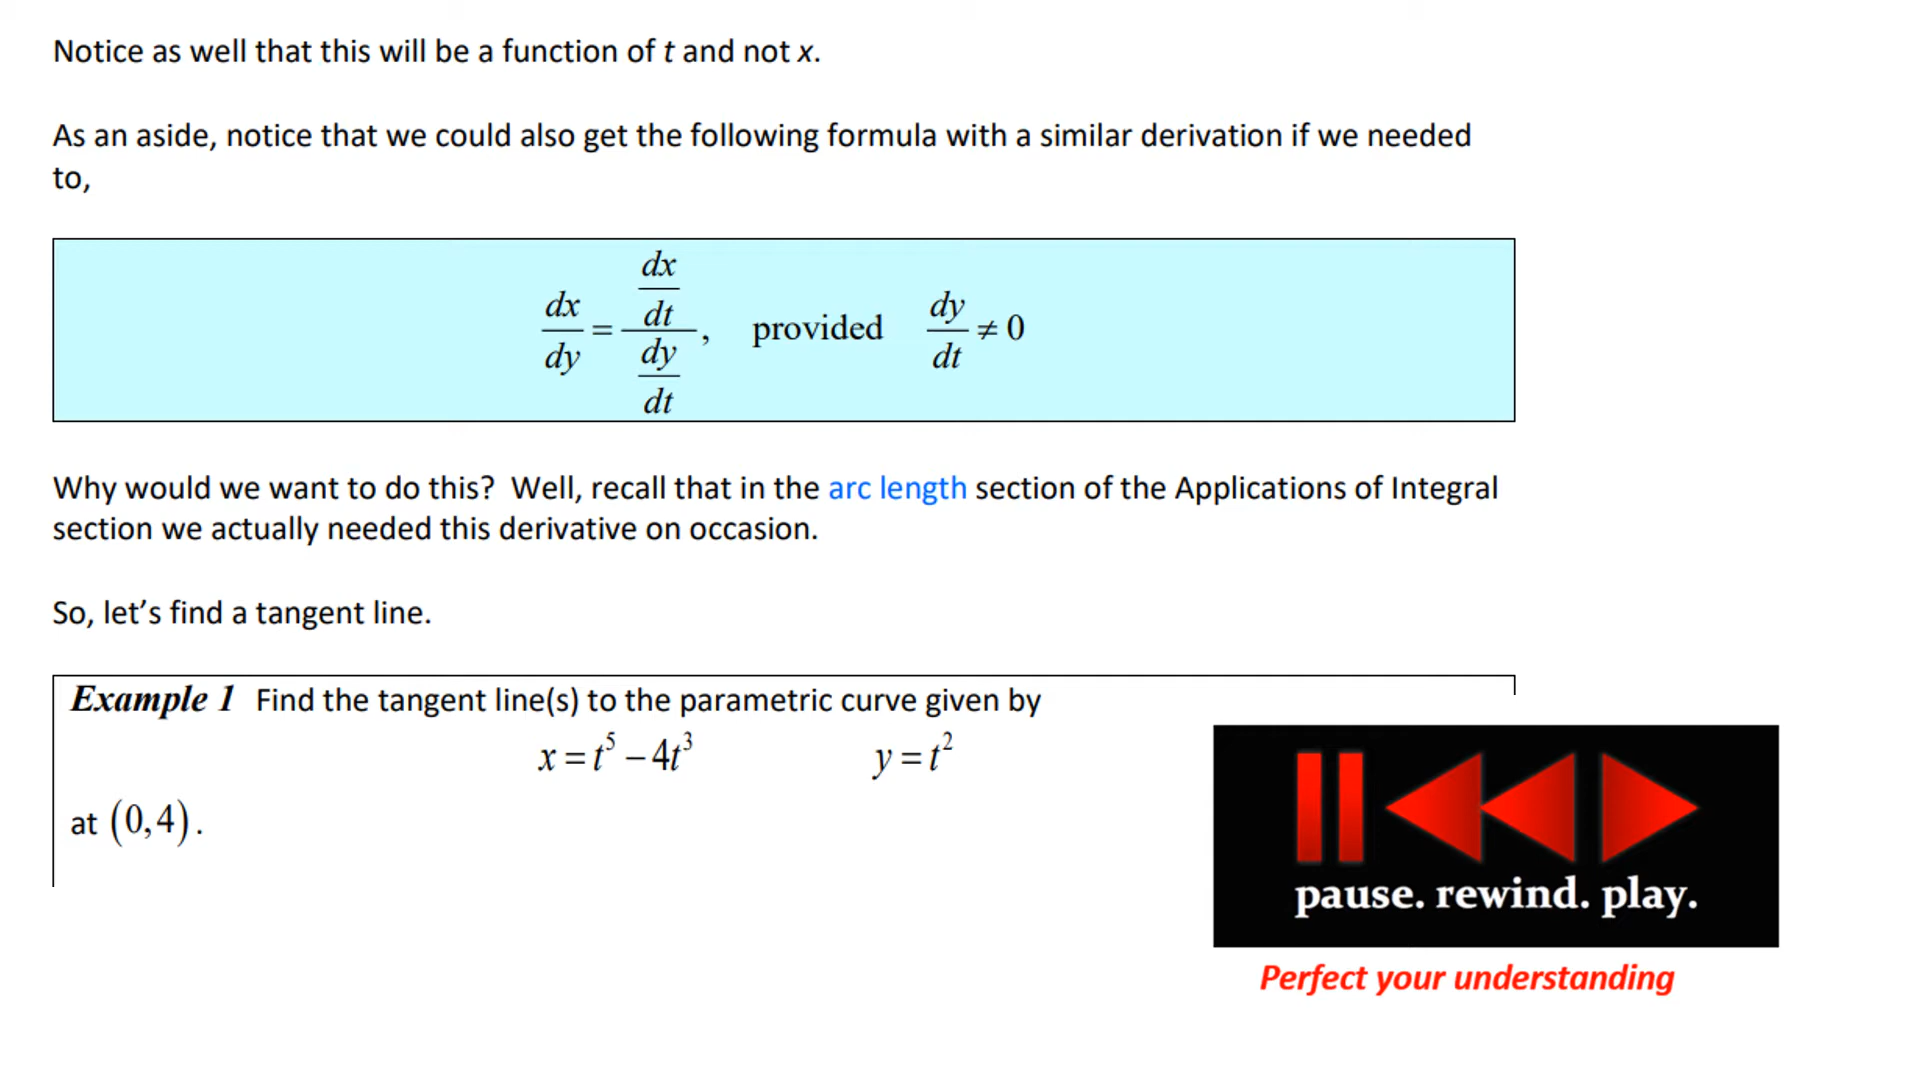 Notice as well that this will be a function of t and not x.
As an aside, notice that we could also get the following formula with a similar derivation if we needed
to,
dx/dy = (dx/dt)/(dy/dt), provided dy/dt ≠ 0
Why would we want to do this? Well, recall that in the arc length section of the Applications of Integral
section we actually needed this derivative on occasion.
So, let’s find a tangent line.
Example 1 Find the tangent line(s) to the parametric curve given by
x = t⁵ − 4t³ y = t²
at (0,4).
pause. rewind. play.
Perfect your understanding